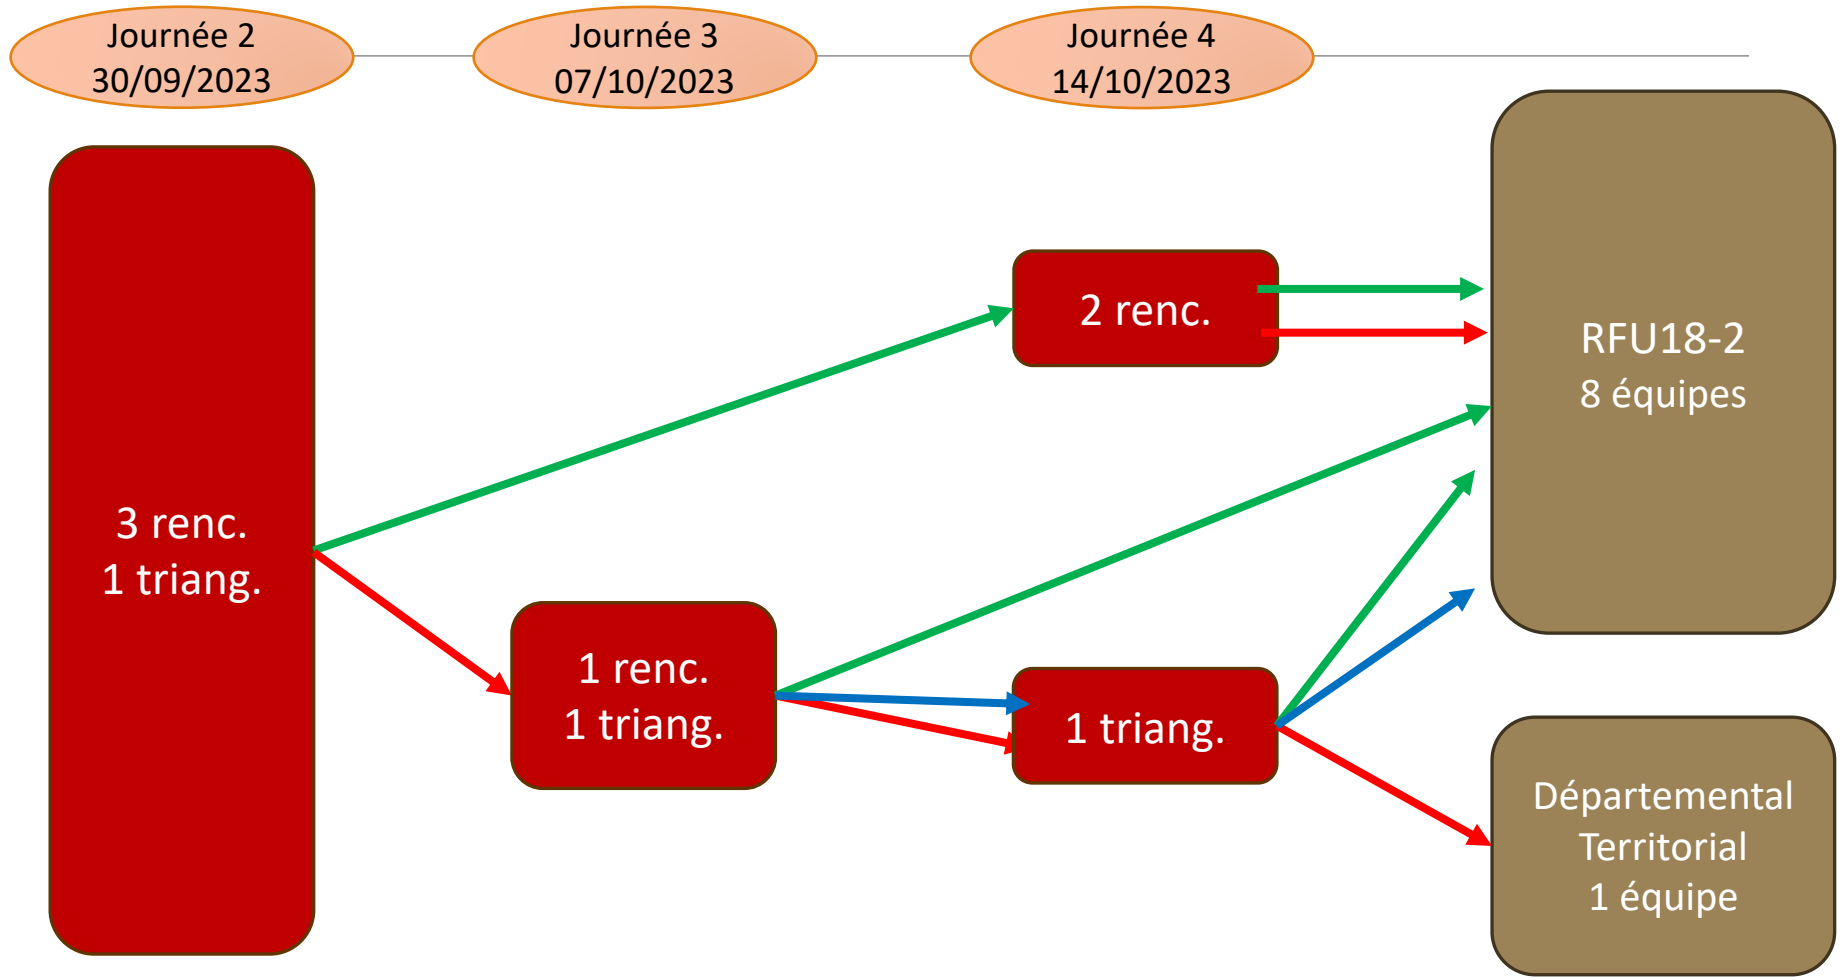 Journée 2
30/09/2023
Journée 3
07/10/2023
Journée 4
14/10/2023
3 renc.
1 triang.
1 renc.
1 triang.
2 renc.
1 triang.
RFU18-2
8 équipes
Départemental
Territorial
1 équipe